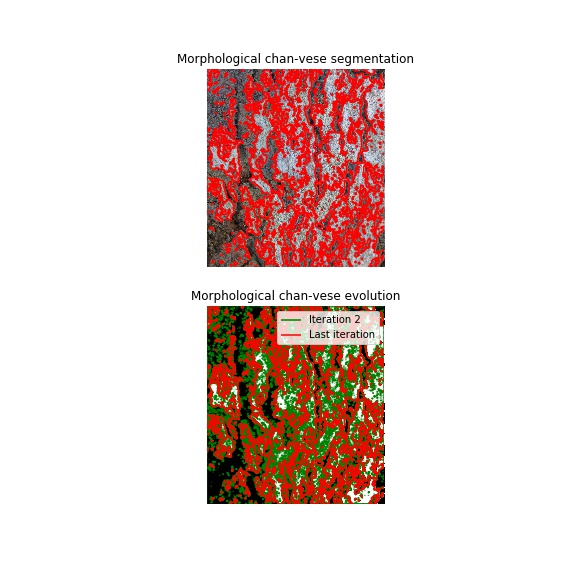 Morphological chan-vese segmentation
Morphological chan-vese evolution
Iteration 2
Last iteration